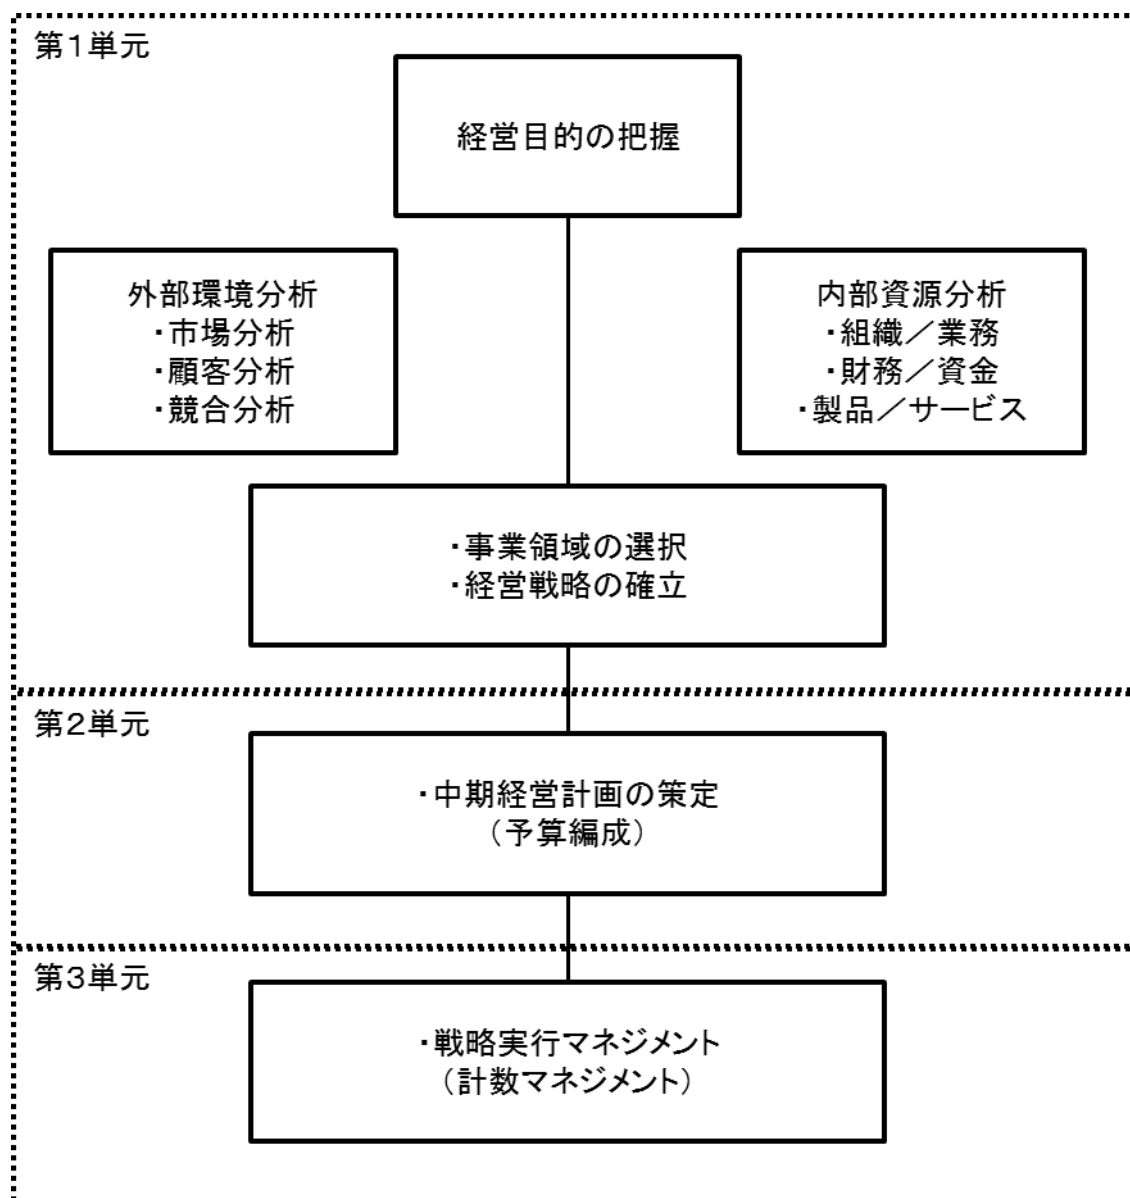 第１単元
経営目的の把握
外部環境分析
・市場分析
・顧客分析
・競合分析
内部資源分析
・組織／業務
・財務／資金
・製品／サービス
・事業領域の選択
・経営戦略の確立
第２単元
・中期経営計画の策定
（予算編成）
第３単元
・戦略実行マネジメント
（計数マネジメント）